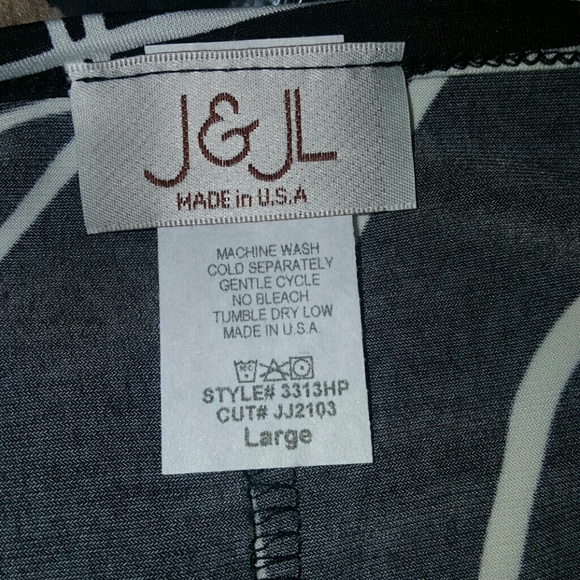 J&JL
MADE in U.S.A
MACHINE WASH
COLD SEPARATELY
GENTLE CYCLE
NO BLEACH
TUMBLE DRY LOW
MADE IN U.S.A
STYLE# 3313HP
CUT# JJ2103
Large